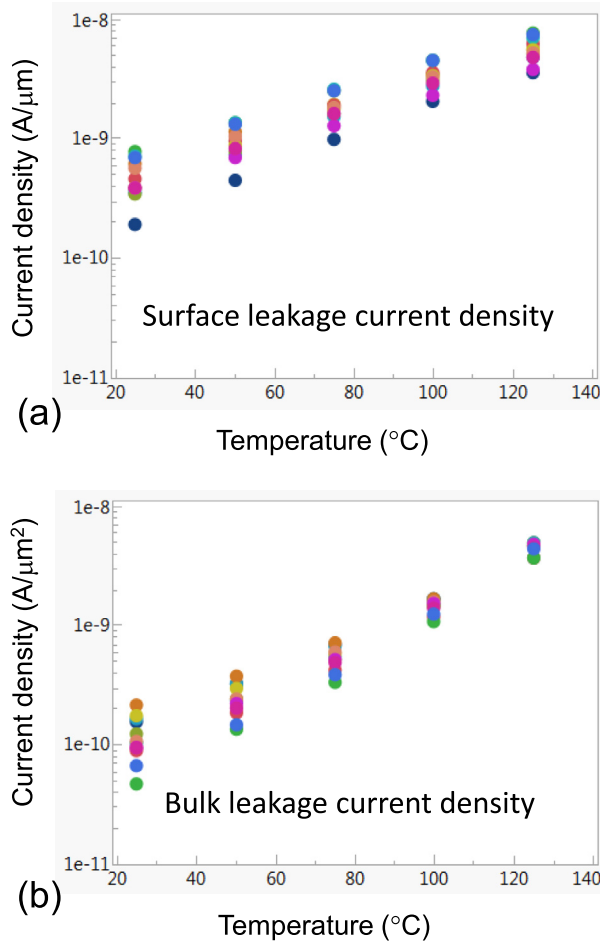 1e-8
1e-9
1e-10
1e-11
Current density (A/μm)
Surface leakage current density
20 40 60 80 100 120 140
(a)
Temperature (°C)
1e-8
1e-9
1e-10
1e-11
Current density (A/μm²)
Bulk leakage current density
20 40 60 80 100 120 140
(b)
Temperature (°C)